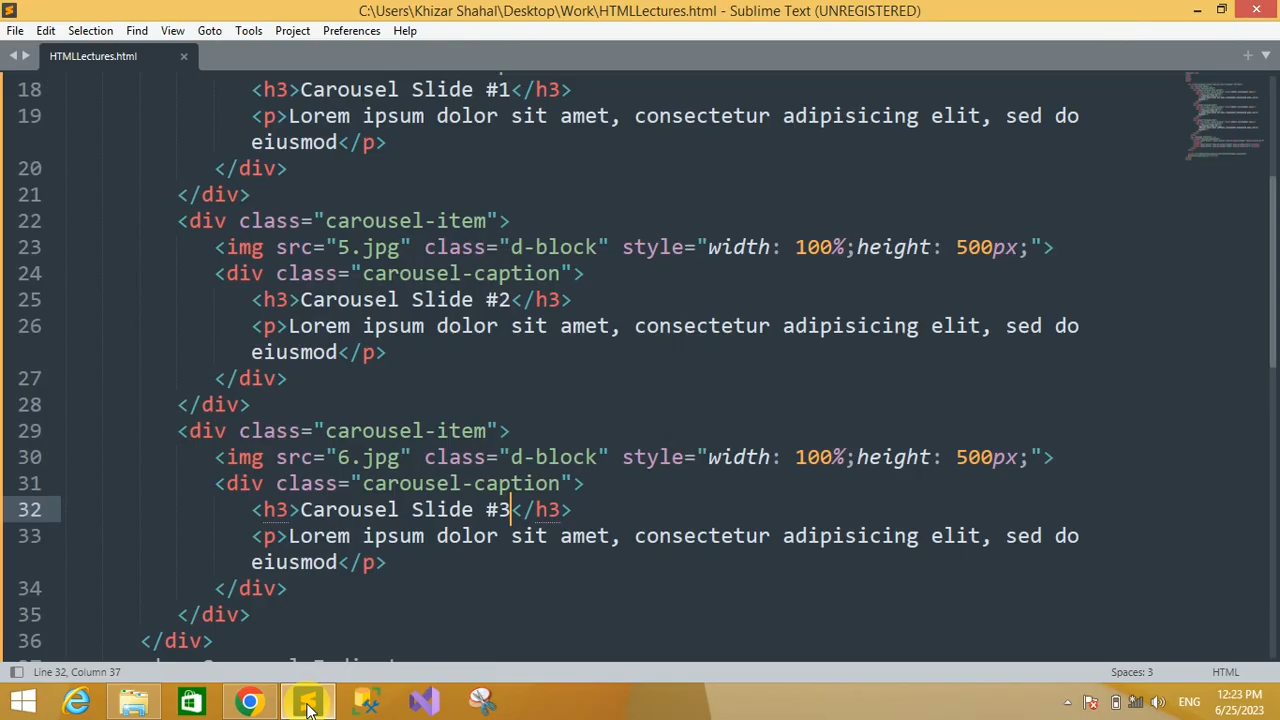 C:\Users\Khizar Shahal\Desktop\Work\HTMLLectures.html - Sublime Text (UNREGISTERED)
File Edit Selection Find View Goto Tools Project Preferences Help
HTMLLectures.html
18 <h3>Carousel Slide #1</h3>
19 <p>Lorem ipsum dolor sit amet, consectetur adipisicing elit, sed do
eiusmod</p>
20 </div>
21 </div>
22 <div class="carousel-item">
23 <img src="5.jpg" class="d-block" style="width: 100%;height: 500px;">
24 <div class="carousel-caption">
25 <h3>Carousel Slide #2</h3>
26 <p>Lorem ipsum dolor sit amet, consectetur adipisicing elit, sed do
eiusmod</p>
27 </div>
28 </div>
29 <div class="carousel-item">
30 <img src="6.jpg" class="d-block" style="width: 100%;height: 500px;">
31 <div class="carousel-caption">
32 <h3>Carousel Slide #3</h3>
33 <p>Lorem ipsum dolor sit amet, consectetur adipisicing elit, sed do
eiusmod</p>
34 </div>
35 </div>
36 </div>
Line 32, Column 37
Spaces: 3
HTML
ENG
12:23 PM
6/25/2023